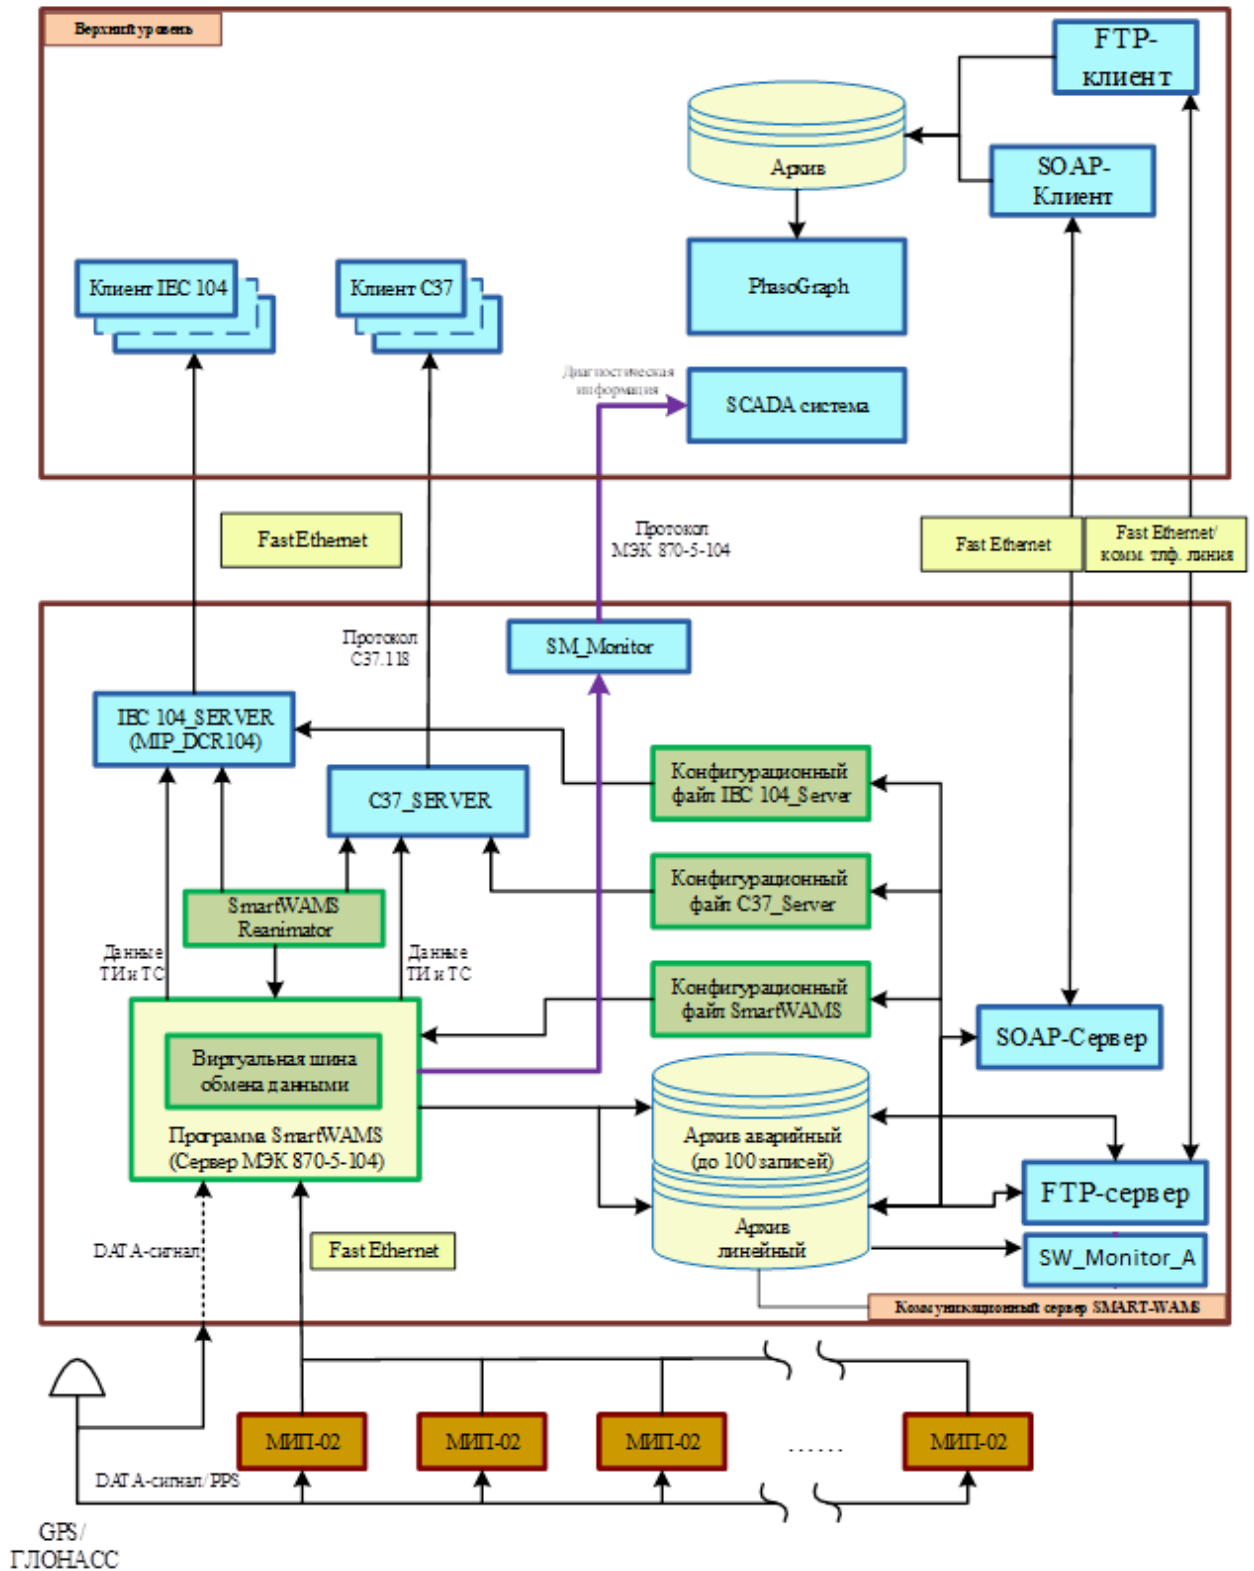 Верхний уровень
FTP-
клиент
Архив
SOAP-
Клиент
Клиент IEC 104
Клиент C37
PhasoGraph
Диагностическая
информация
SCADA система
Fast Ethernet
Протокол
МЭК 870-5-104
Fast Ethernet
Fast Ethernet/
комм. тлф. линия
Протокол
C37.118
SM_Monitor
IEC 104_SERVER
(MIP_DCR104)
C37_SERVER
Конфигурационный
файл IEC 104_Server
Конфигурационный
файл C37_Server
SmartWAMS
Reanimator
Данные
ТИ и ТС
Данные
ТИ и ТС
Конфигурационный
файл SmartWAMS
SOAP-Сервер
Виртуальная шина
обмена данными
Программа SmartWAMS
(Сервер МЭК 870-5-104)
Архив аварийный
(до 100 записей)
FTP-сервер
Архив
линейный
DATA-сигнал
Fast Ethernet
SW_Monitor_A
Коммуникационный сервер SMART-WAMS
МИП-02
МИП-02
МИП-02
......
МИП-02
DATA-сигнал/ PPS
GPS/
ГЛОНАСС